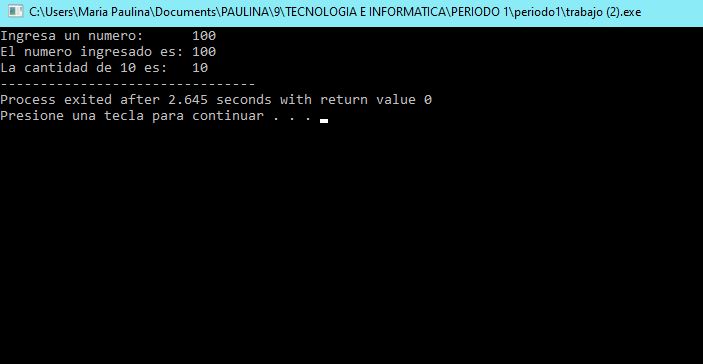 C:\Users\Maria Paulina\Documents\PAULINA\9\TECNOLOGIA E INFORMATICA\PERIODO 1\periodo1\trabajo (2).exe
Ingresa un numero:      100
El numero ingresado es: 100
La cantidad de 10 es:   10
--------------------------------
Process exited after 2.645 seconds with return value 0
Presione una tecla para continuar . . .